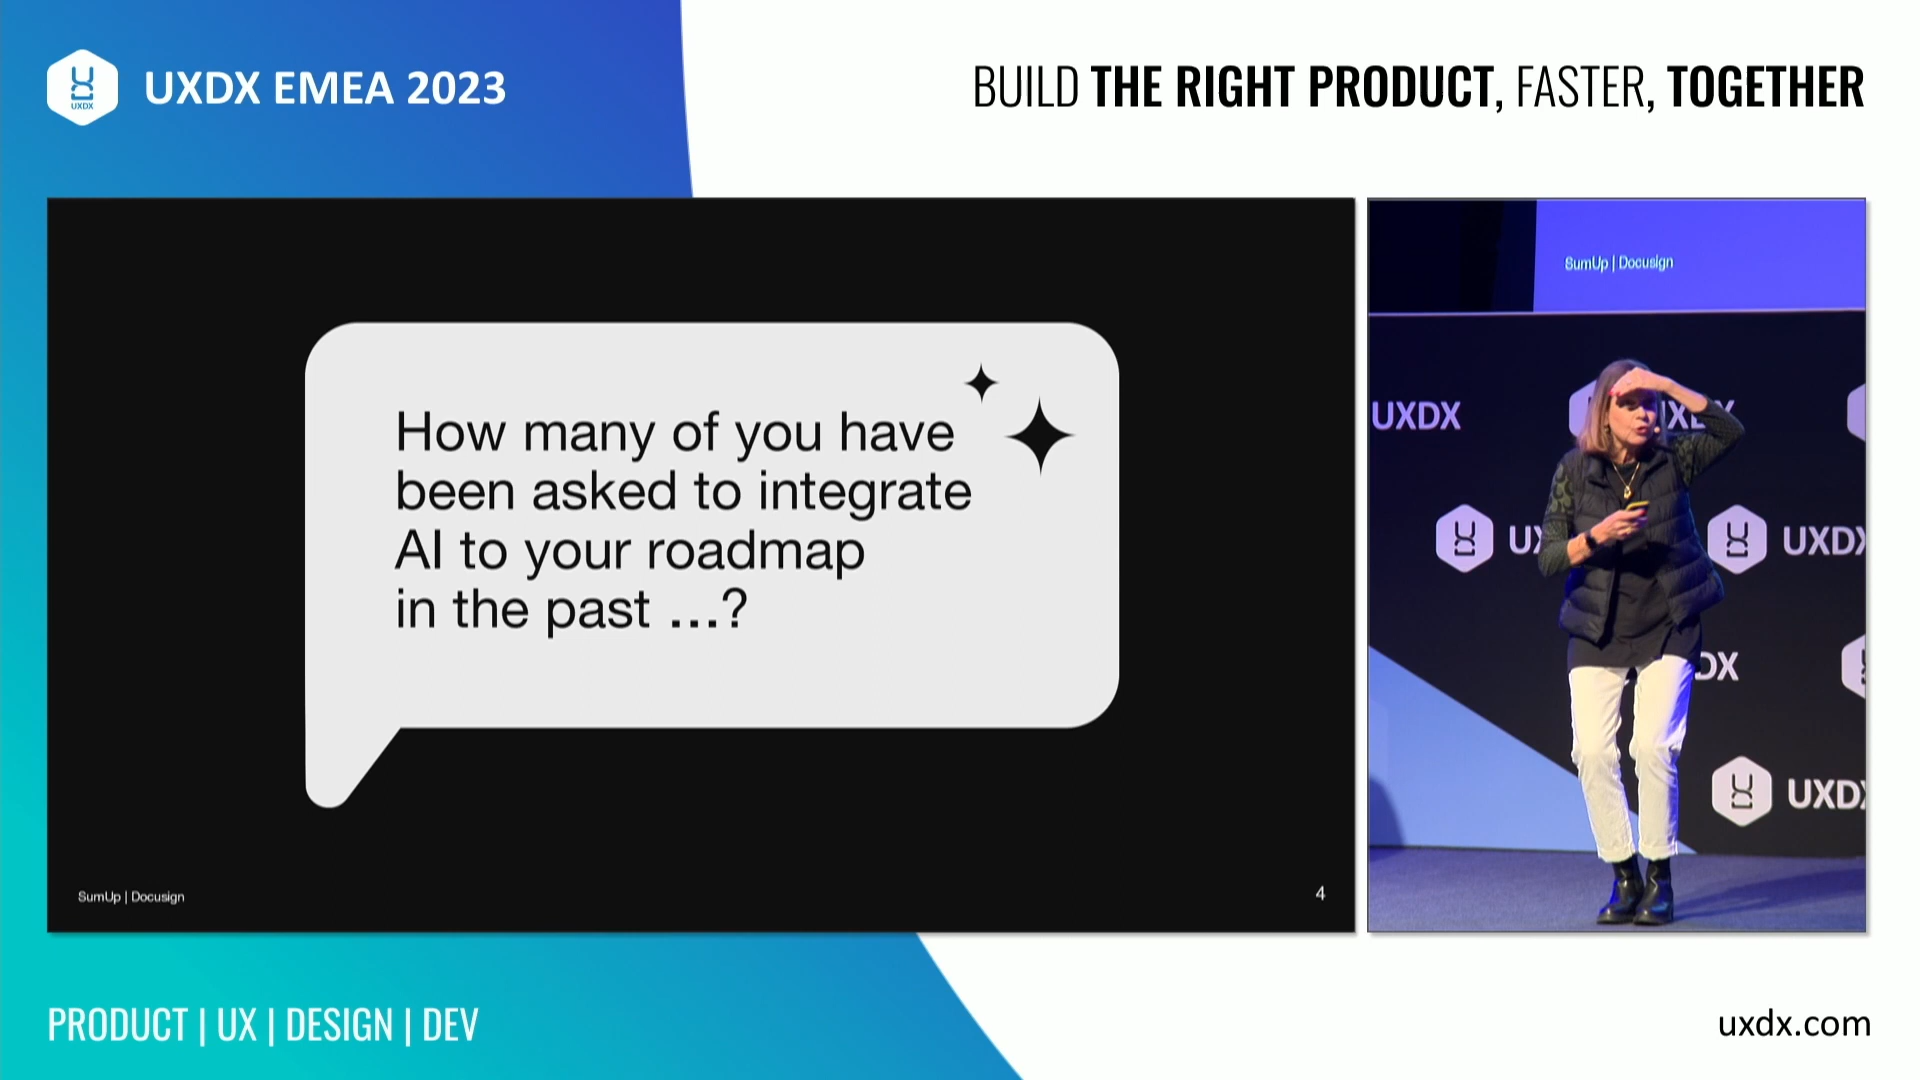 UXDX
UXDX EMEA 2023
BUILD THE RIGHT PRODUCT, FASTER, TOGETHER
How many of you have
been asked to integrate
AI to your roadmap
in the past ...?
SumUp | Docusign
4
SumUp | Docusign
UXDX
UXDX
UXDX
UXDX
PRODUCT | UX | DESIGN | DEV
uxdx.com